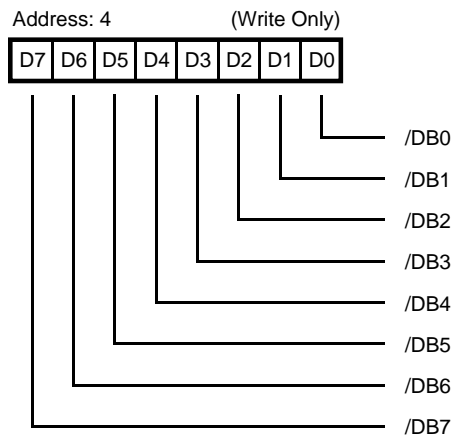 Address: 4 (Write Only)
D7 D6 D5 D4 D3 D2 D1 D0
/DB0
/DB1
/DB2
/DB3
/DB4
/DB5
/DB6
/DB7